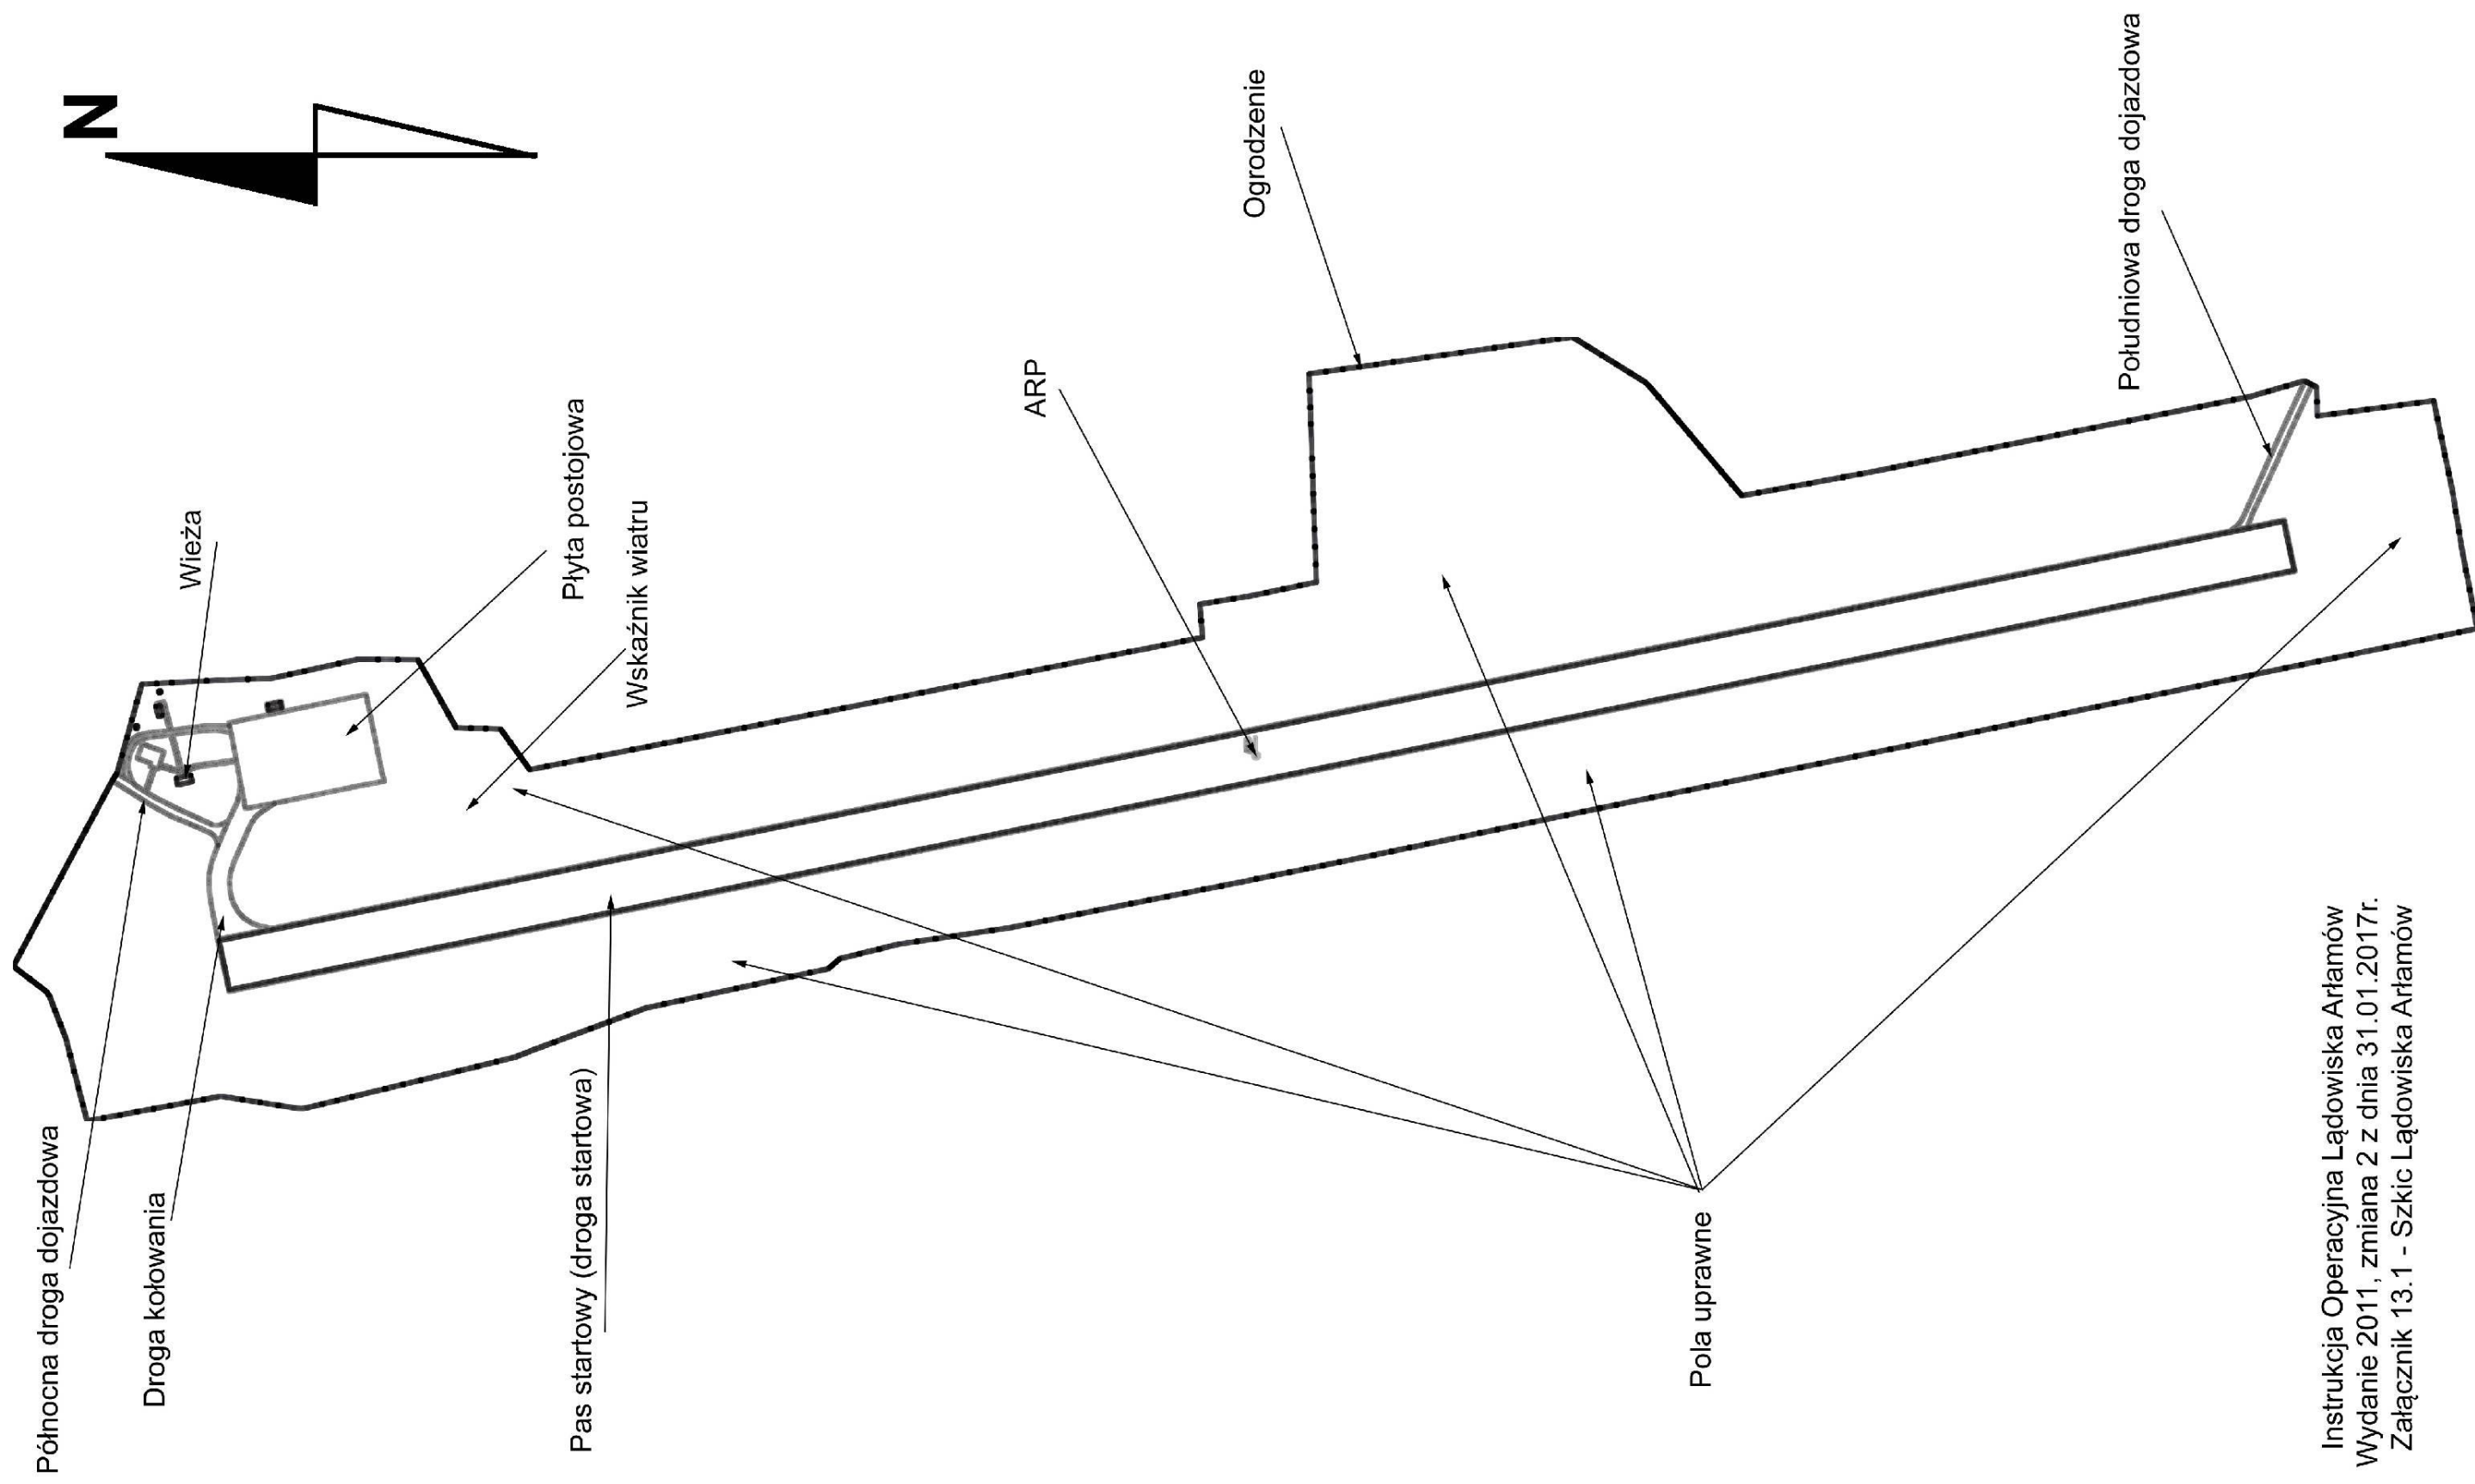 N
Wieża
Płyta postojowa
Wskaźnik wiatru
ARP
Ogrodzenie
Południowa droga dojazdowa
Północna droga dojazdowa
Droga kołowania
Pas startowy (droga startowa)
Pola uprawne
Instrukcja Operacyjna Lądowiska Arłamów
Wydanie 2011, zmiana 2 z dnia 31.01.2017r.
Załącznik 13.1 - Szkic Lądowiska Arłamów